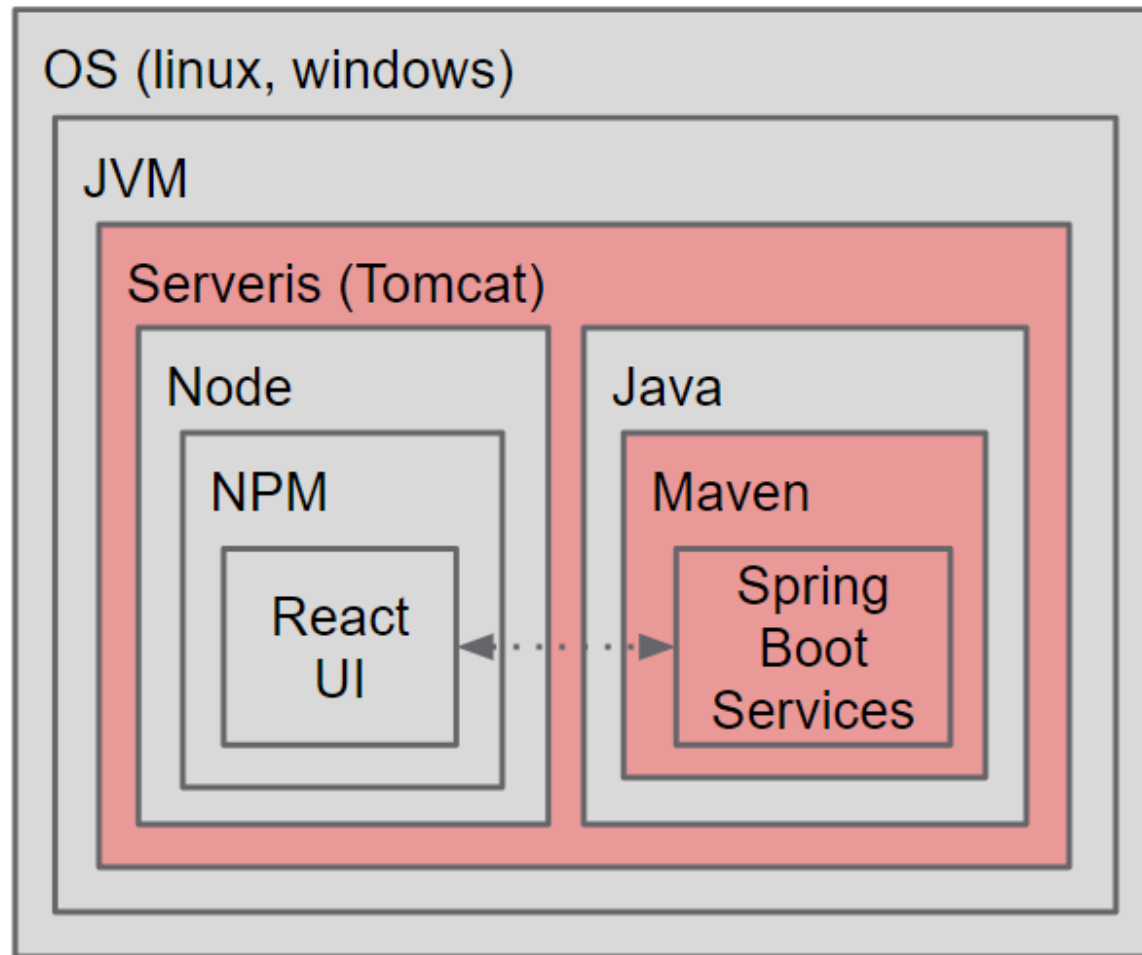 OS (linux, windows)
JVM
Serveris (Tomcat)
Node
NPM
React
UI
Java
Maven
Spring
Boot
Services